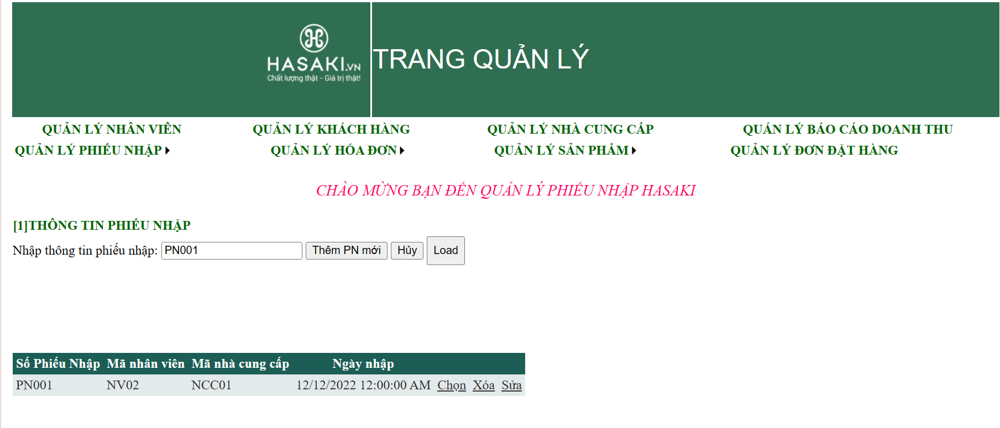 HASAKI.VN
Chất lượng thật - Giá trị thật!
TRANG QUẢN LÝ
QUẢN LÝ NHÂN VIÊN QUẢN LÝ KHÁCH HÀNG QUẢN LÝ NHÀ CUNG CẤP QUẢN LÝ BÁO CÁO DOANH THU
QUẢN LÝ PHIẾU NHẬP QUẢN LÝ HÓA ĐƠN QUẢN LÝ SẢN PHẨM QUẢN LÝ ĐƠN ĐẶT HÀNG
CHÀO MỪNG BẠN ĐẾN QUẢN LÝ PHIẾU NHẬP HASAKI
[1]THÔNG TIN PHIẾU NHẬP
Nhập thông tin phiếu nhập: PN001 Thêm PN mới Hủy Load
Số Phiếu Nhập Mã nhân viên Mã nhà cung cấp Ngày nhập
PN001 NV02 NCC01 12/12/2022 12:00:00 AM Chọn Xóa Sửa